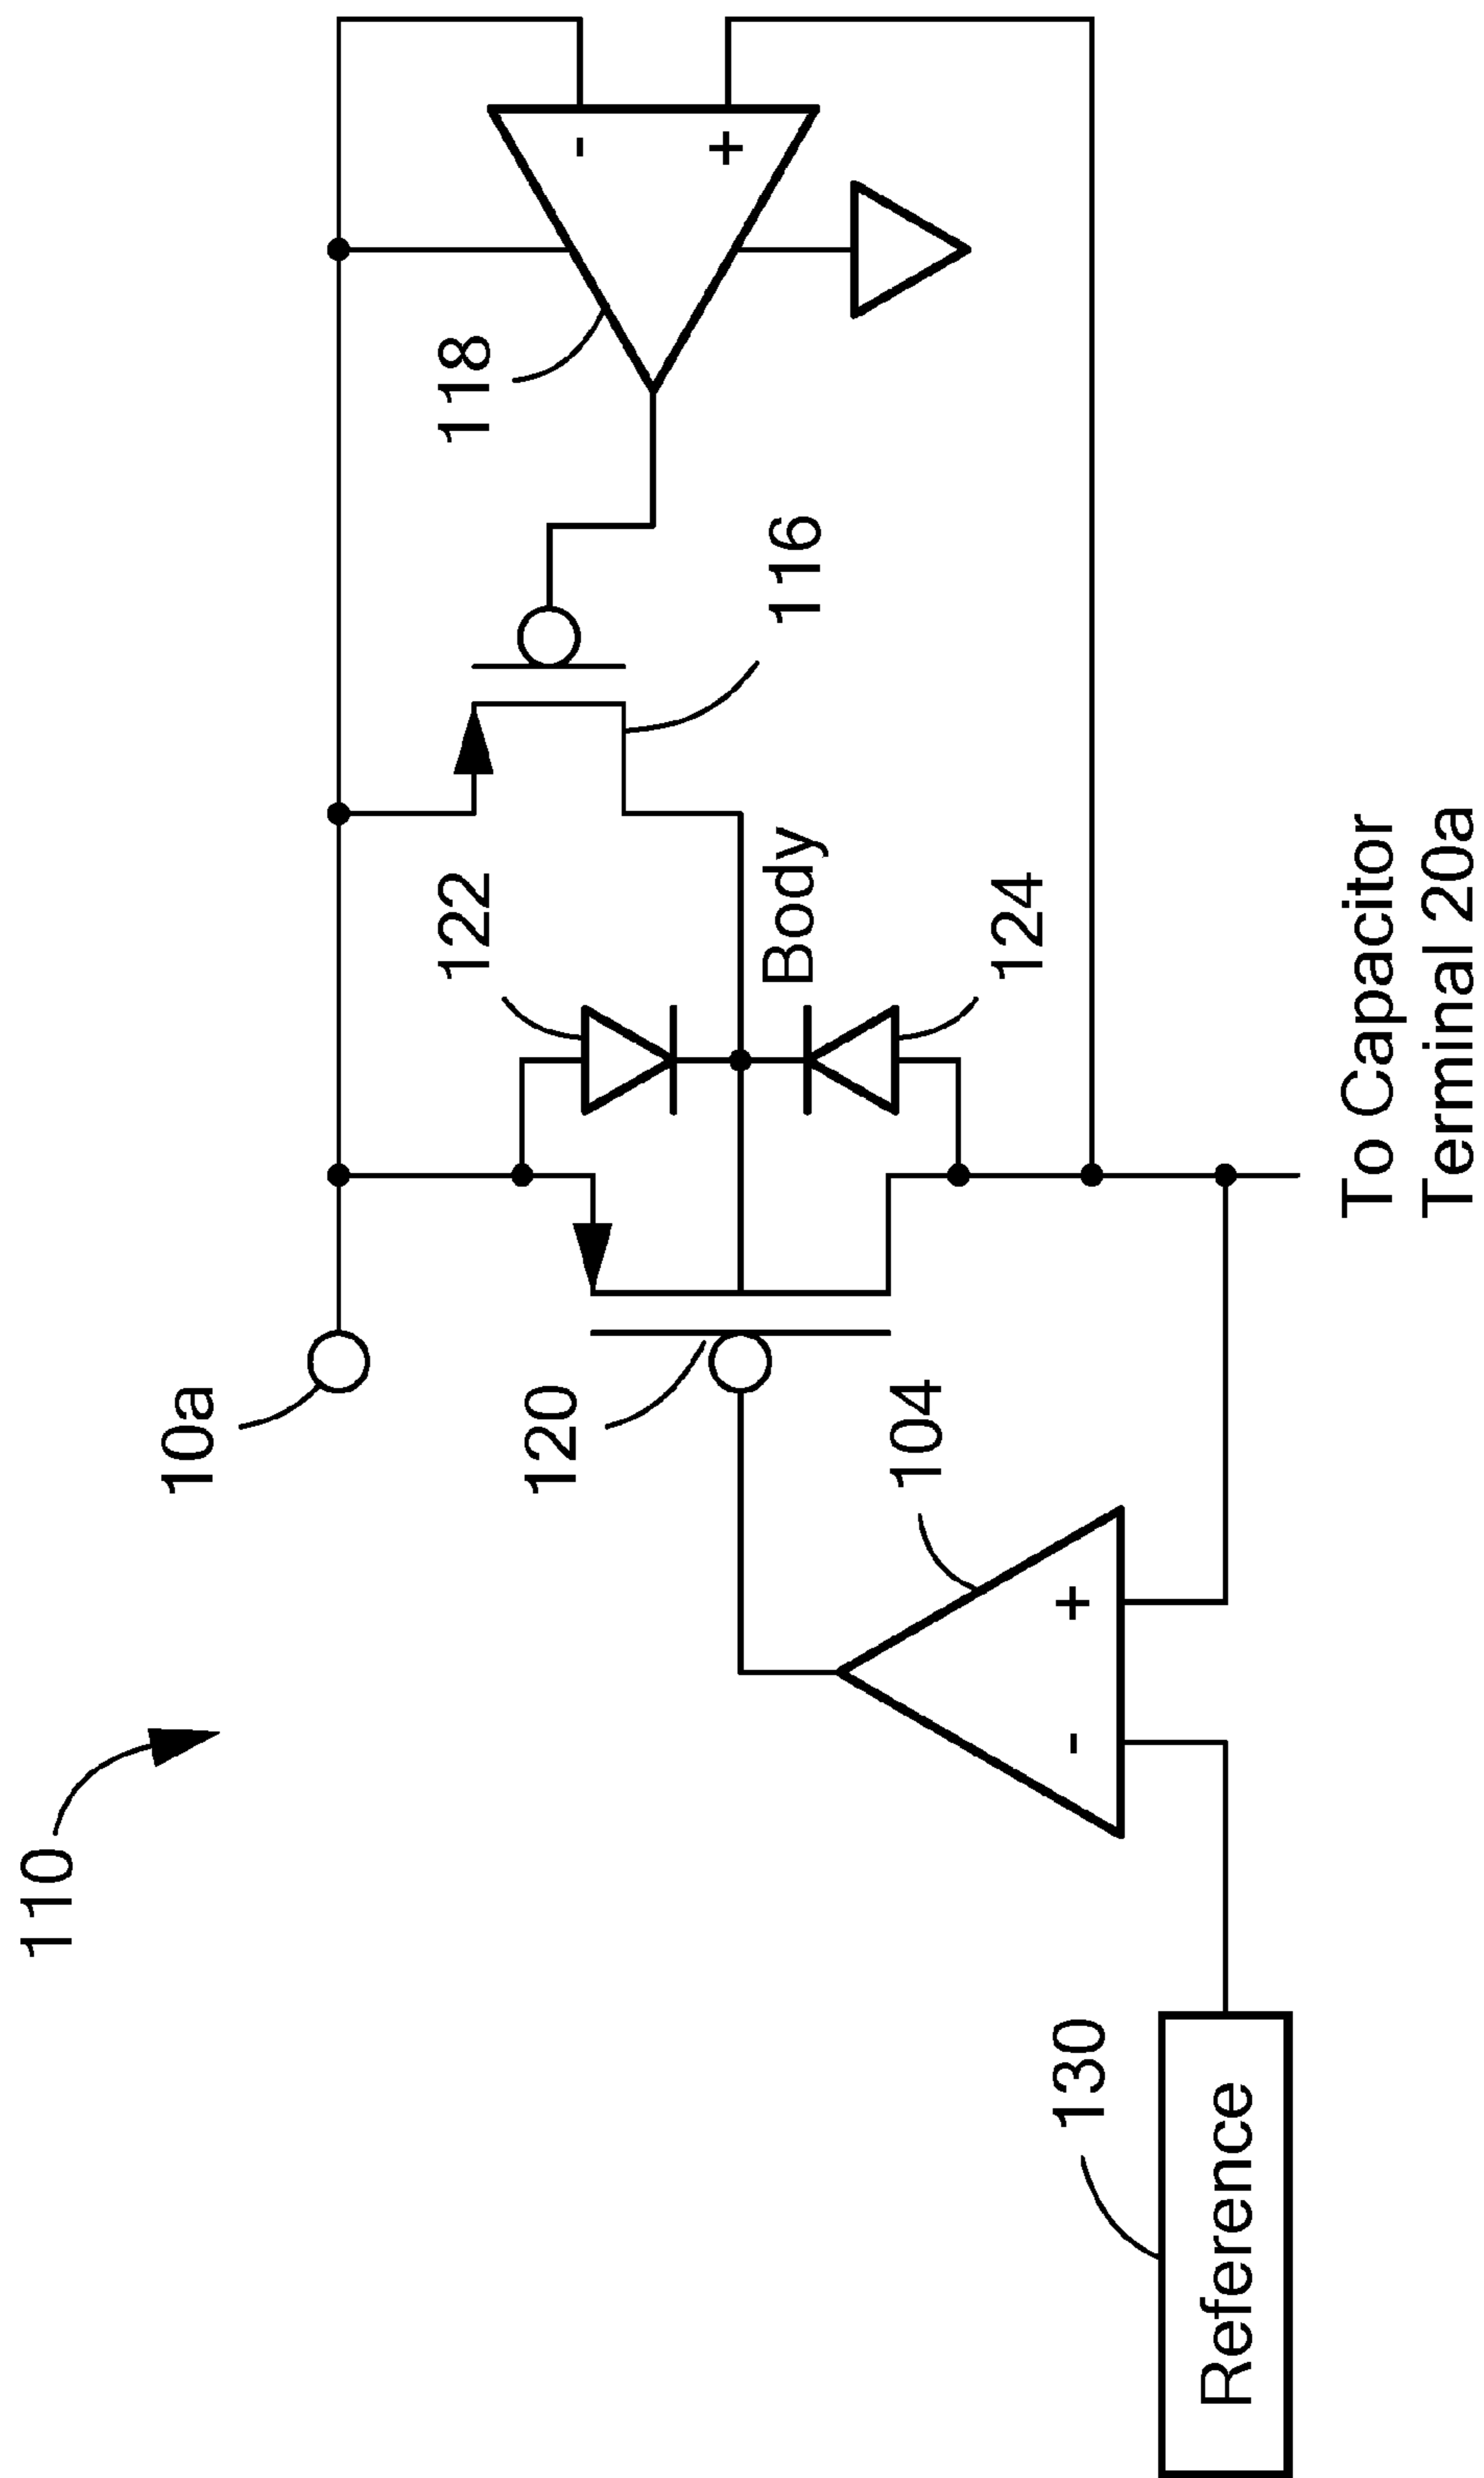 110
10a
122
118
120
-
+
Body
116
104
124
-
+
130
Reference
To Capacitor
Terminal 20a